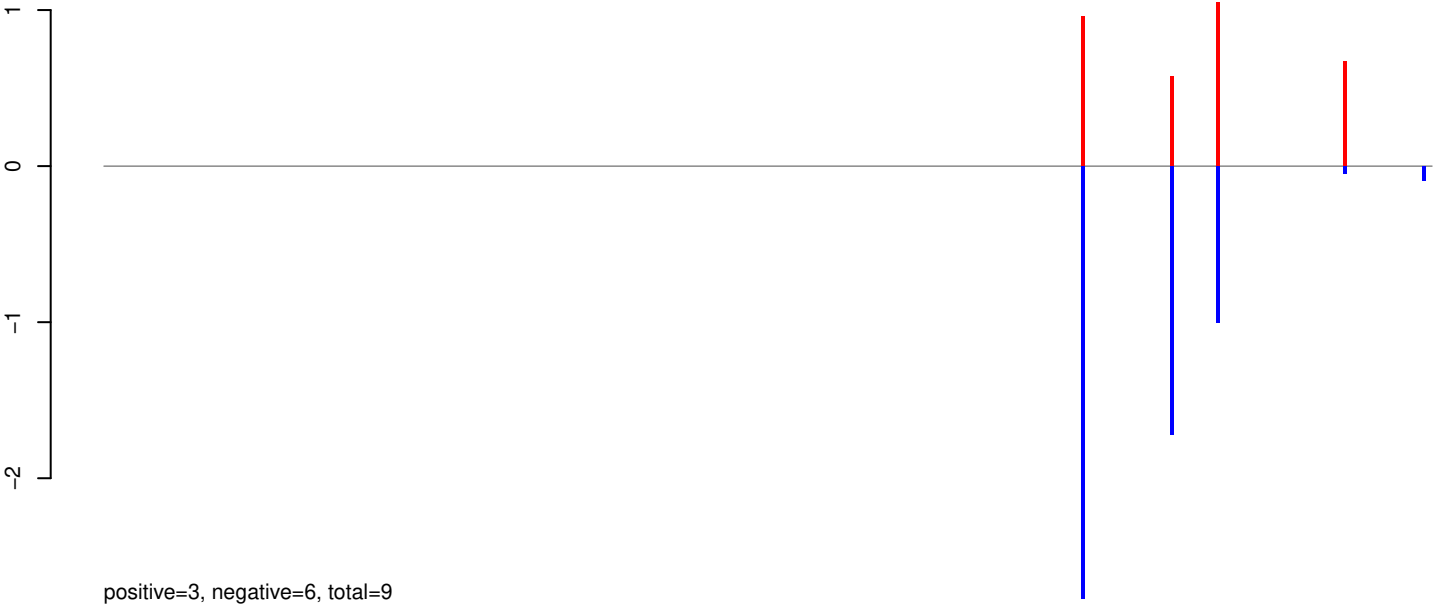 1
0
−1
−2
positive=3, negative=6, total=9